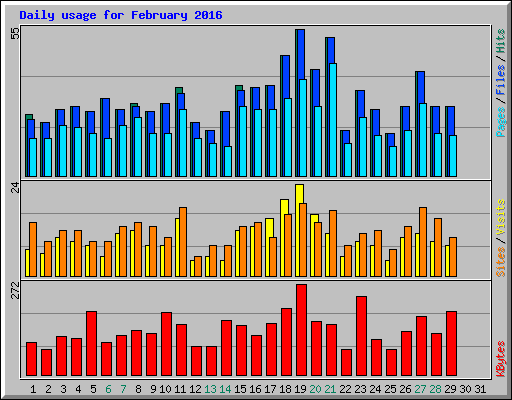 Daily usage for February 2016
55
Pages / Files / Hits
24
Sites / Visits
272
KBytes
1 2 3 4 5 6 7 8 9 10 11 12 13 14 15 16 17 18 19 20 21 22 23 24 25 26 27 28 29 30 31